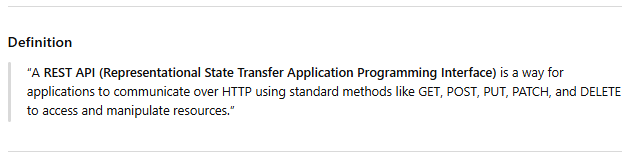 Definition
“A REST API (Representational State Transfer Application Programming Interface) is a way for
applications to communicate over HTTP using standard methods like GET, POST, PUT, PATCH, and DELETE
to access and manipulate resources.”